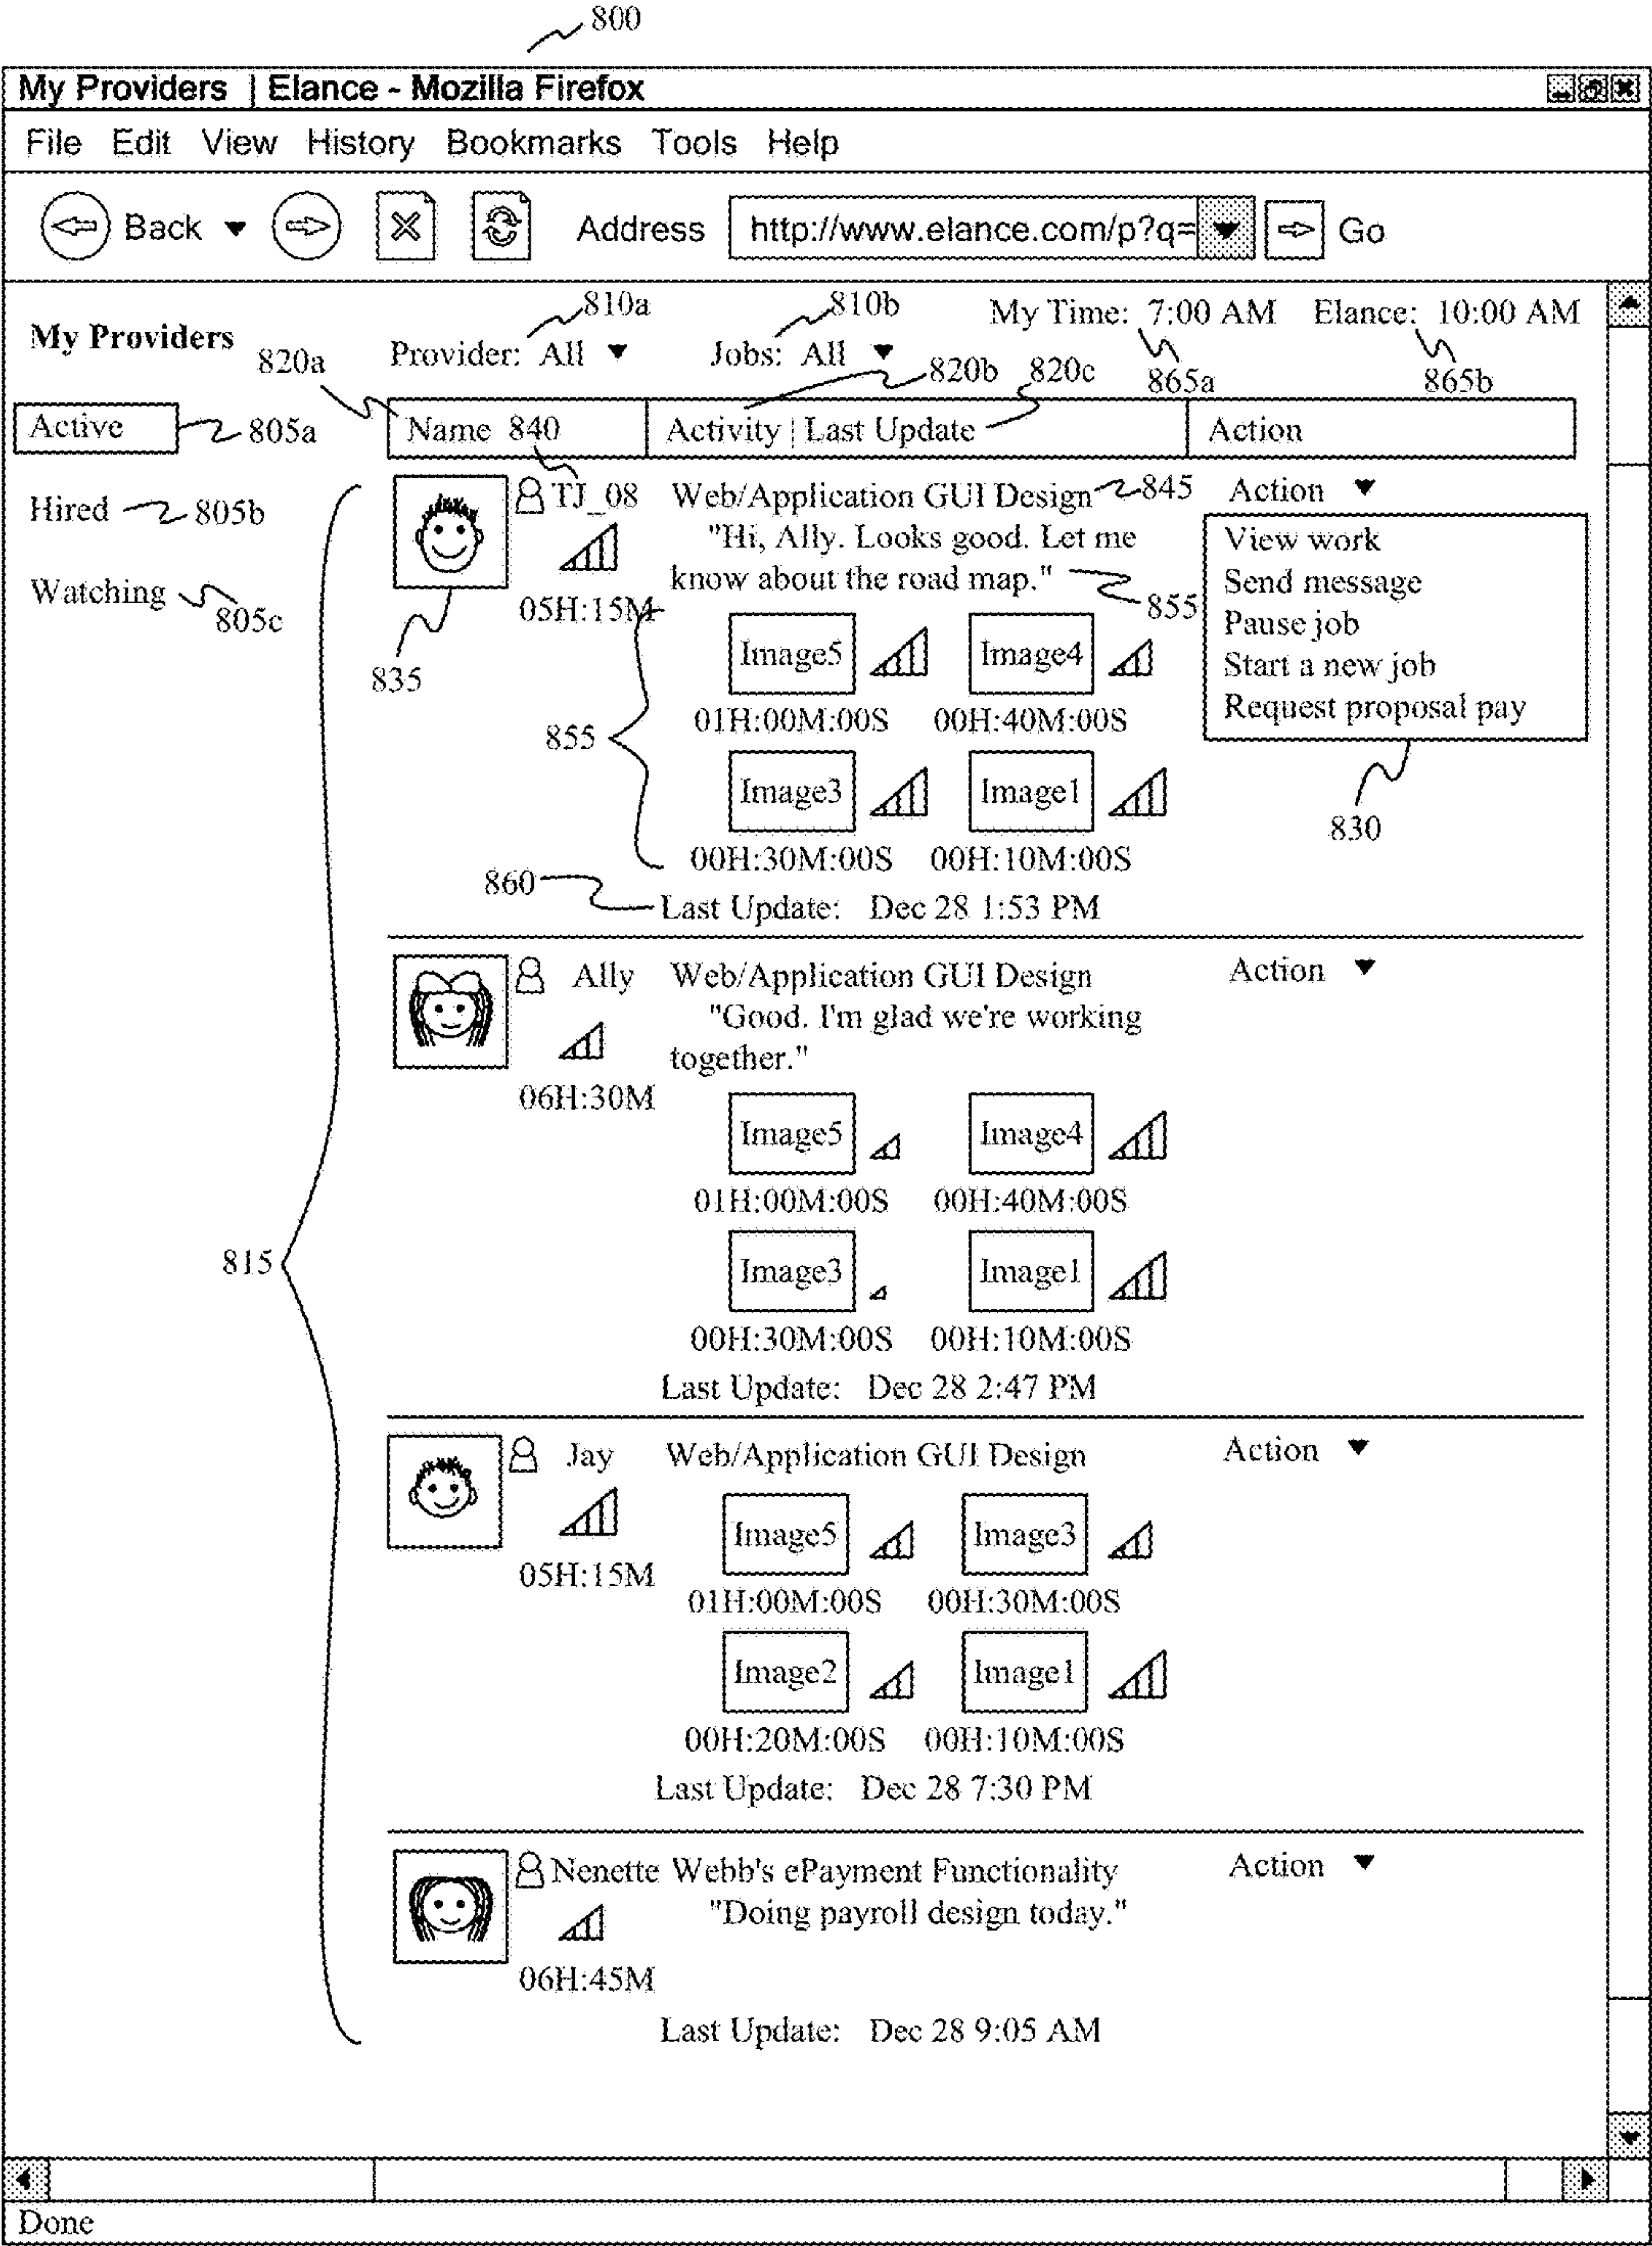 800
My Providers | Elance - Mozilla Firefox
File Edit View History Bookmarks Tools Help
Back Address http://www.elance.com/p?q= Go
810a 810b My Time: 7:00 AM Elance: 10:00 AM
My Providers
820a Provider: All Jobs: All 820b 820c 865a 865b
Active 805a Name 840 Activity | Last Update Action
Hired 805b TJ_08 Web/Application GUI Design 845 Action
"Hi, Ally. Looks good. Let me View work
Watching 805c know about the road map." 855 Send message
05H:15M Pause job
835 Image5 Image4 Start a new job
855 01H:00M:00S 00H:40M:00S Request proposal pay
Image3 Image1 830
00H:30M:00S 00H:10M:00S
860 Last Update: Dec 28 1:53 PM
Ally Web/Application GUI Design Action
"Good. I'm glad we're working
together."
06H:30M
Image5 Image4
01H:00M:00S 00H:40M:00S
815 Image3 Image1
00H:30M:00S 00H:10M:00S
Last Update: Dec 28 2:47 PM
Jay Web/Application GUI Design Action
Image5 Image3
05H:15M
01H:00M:00S 00H:30M:00S
Image2 Image1
00H:20M:00S 00H:10M:00S
Last Update: Dec 28 7:30 PM
Nenette Webb's ePayment Functionality Action
"Doing payroll design today."
06H:45M
Last Update: Dec 28 9:05 AM
Done